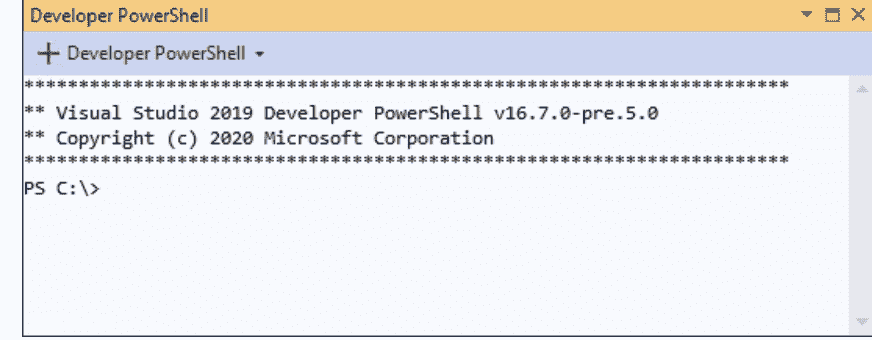 Developer PowerShell
Developer PowerShell
**********************************************************************
** Visual Studio 2019 Developer PowerShell v16.7.0-pre.5.0
** Copyright (c) 2020 Microsoft Corporation
**********************************************************************
PS C:\>